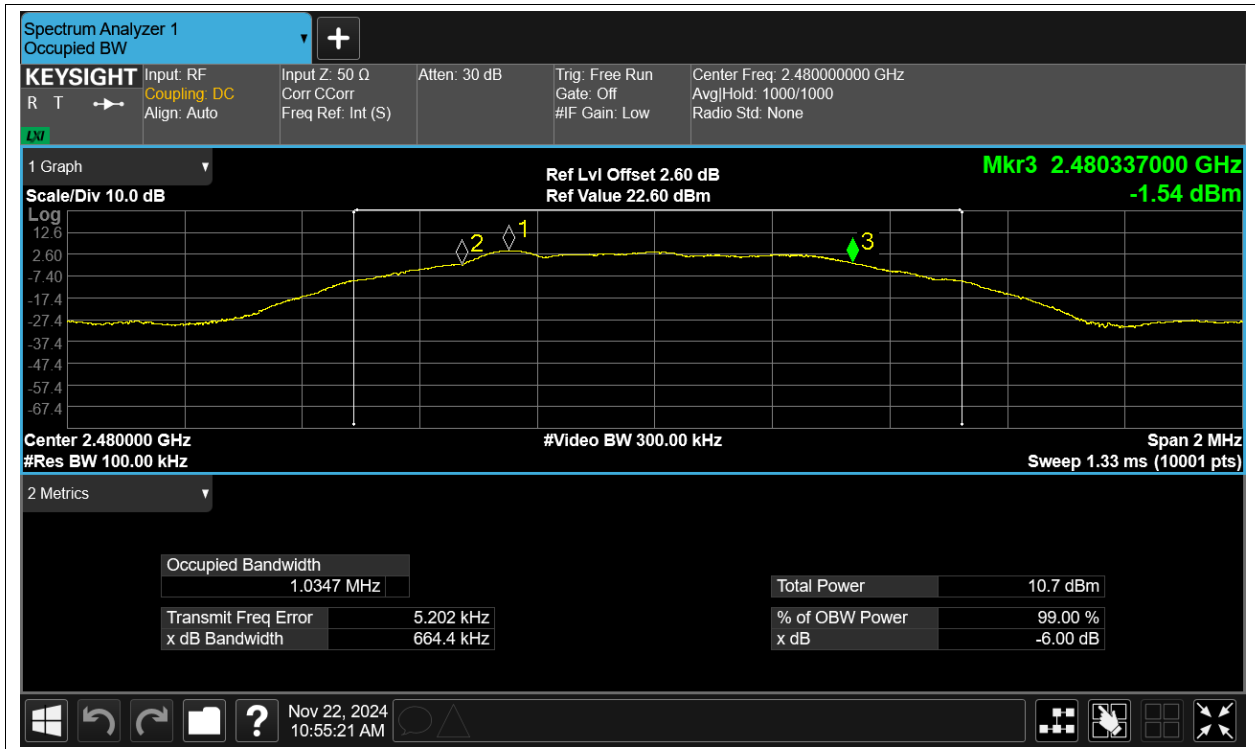 Spectrum Analyzer 1
Occupied BW
+
KEYSIGHT Input: RF Input Z: 50 Ω Atten: 30 dB Trig: Free Run Center Freq: 2.480000000 GHz
R T Coupling: DC Corr CCorr Gate: Off Avg|Hold: 1000/1000
Align: Auto Freq Ref: Int (S) #IF Gain: Low Radio Std: None
LXI
1 Graph Ref Lvl Offset 2.60 dB Mkr3 2.480337000 GHz
Scale/Div 10.0 dB Ref Value 22.60 dBm -1.54 dBm
Log
12.6
2.60
-7.40
-17.4
-27.4
-37.4
-47.4
-57.4
-67.4
2 1 3
Center 2.480000 GHz #Video BW 300.00 kHz Span 2 MHz
#Res BW 100.00 kHz Sweep 1.33 ms (10001 pts)
2 Metrics
Occupied Bandwidth
1.0347 MHz Total Power 10.7 dBm
Transmit Freq Error 5.202 kHz % of OBW Power 99.00 %
x dB Bandwidth 664.4 kHz x dB -6.00 dB
? Nov 22, 2024
10:55:21 AM